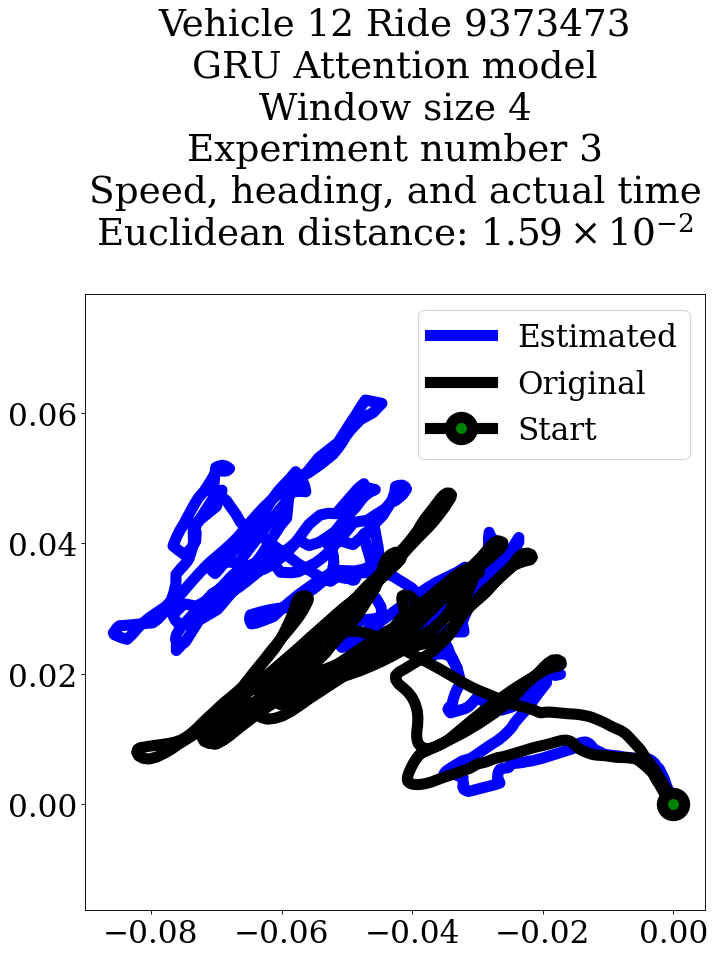 Vehicle 12 Ride 9373473
GRU Attention model
Window size 4
Experiment number 3
Speed, heading, and actual time
Euclidean distance: 1.59 × 10⁻²
Estimated
Original
Start
0.06
0.04
0.02
0.00
−0.08 −0.06 −0.04 −0.02 0.00